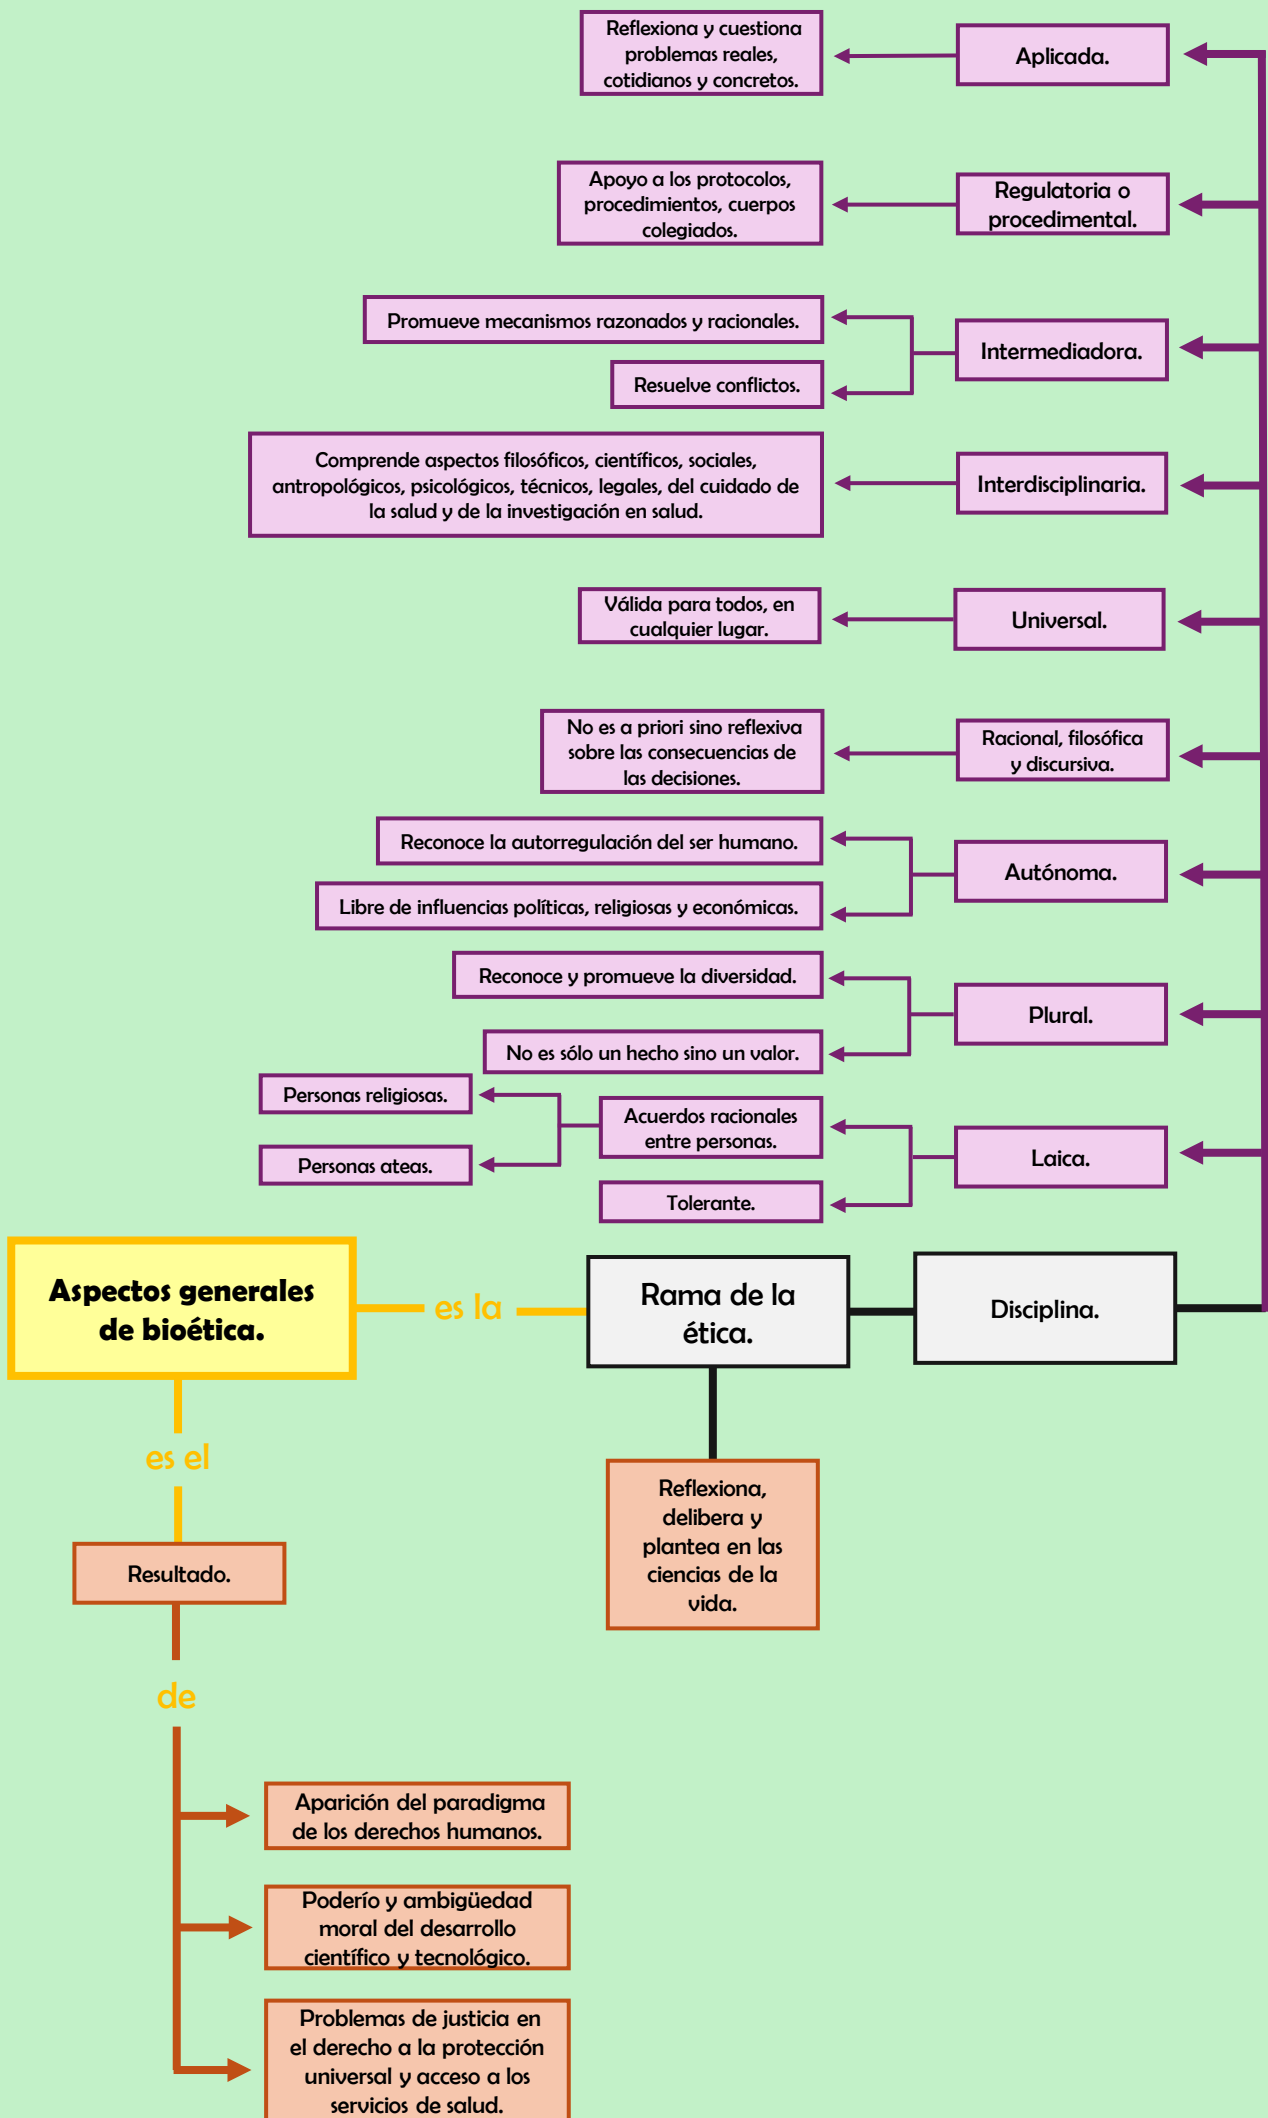 Reflexiona y cuestiona
problemas reales,
cotidianos y concretos.
Aplicada.
Apoyo a los protocolos,
procedimientos, cuerpos
colegiados.
Regulatoria o
procedimental.
Promueve mecanismos razonados y racionales.
Resuelve conflictos.
Intermediadora.
Comprende aspectos filosóficos, científicos, sociales,
antropológicos, psicológicos, técnicos, legales, del cuidado de
la salud y de la investigación en salud.
Interdisciplinaria.
Válida para todos, en
cualquier lugar.
Universal.
No es a priori sino reflexiva
sobre las consecuencias de
las decisiones.
Racional, filosófica
y discursiva.
Reconoce la autorregulación del ser humano.
Libre de influencias políticas, religiosas y económicas.
Autónoma.
Reconoce y promueve la diversidad.
No es sólo un hecho sino un valor.
Plural.
Personas religiosas.
Personas ateas.
Acuerdos racionales
entre personas.
Tolerante.
Laica.
Aspectos generales
de bioética.
es la
Rama de la
ética.
Disciplina.
es el
Reflexiona,
delibera y
plantea en las
ciencias de la
vida.
Resultado.
de
Aparición del paradigma
de los derechos humanos.
Poderío y ambigüedad
moral del desarrollo
científico y tecnológico.
Problemas de justicia en
el derecho a la protección
universal y acceso a los
servicios de salud.